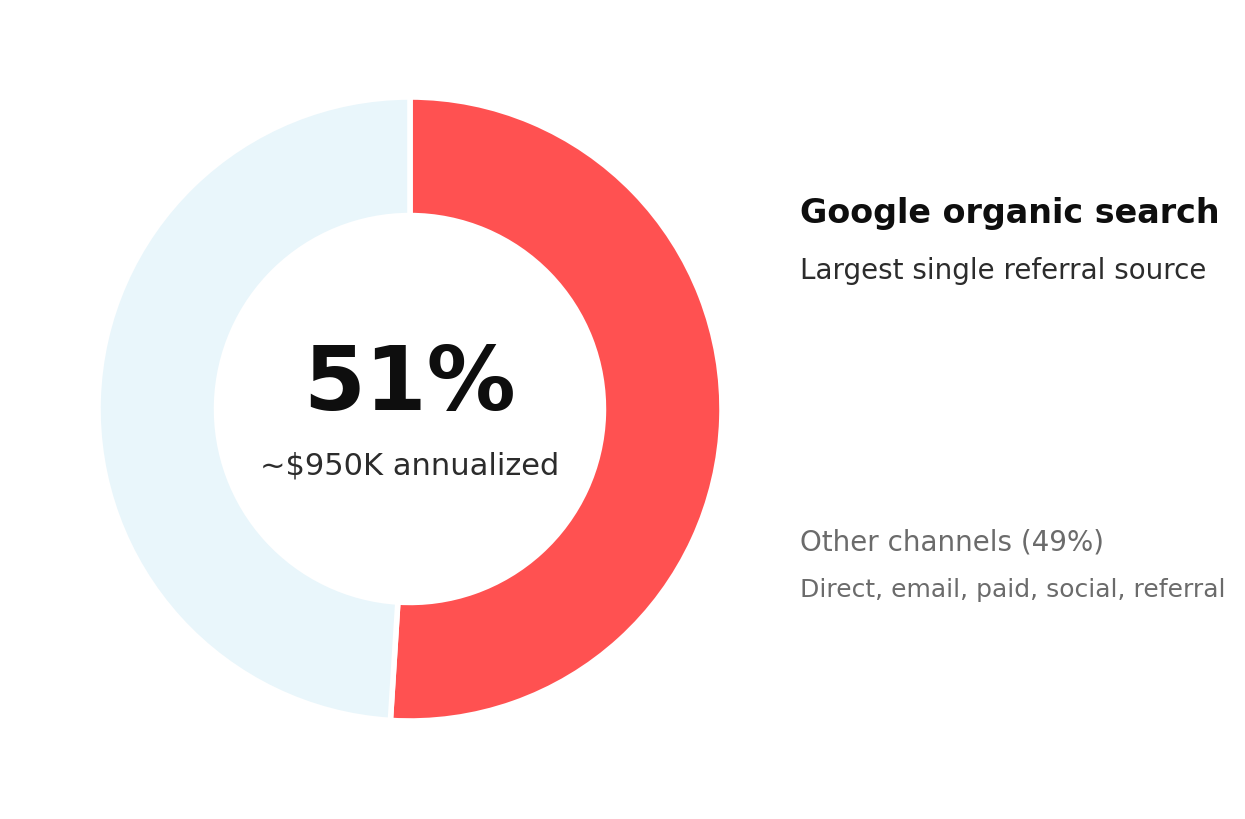 51%
~$950K annualized
Google organic search
Largest single referral source
Other channels (49%)
Direct, email, paid, social, referral